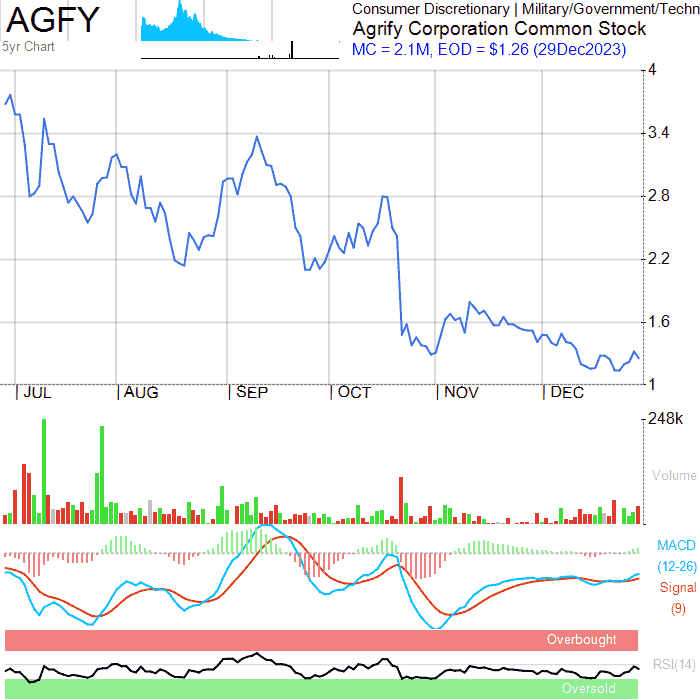 AGFY
5yr Chart
Consumer Discretionary | Military/Government/Techn
Agrify Corporation Common Stock
MC = 2.1M, EOD = $1.26 (29Dec2023)
4
3.4
2.8
2.2
1.6
1
JUL AUG SEP OCT NOV DEC
248k
Volume
MACD
(12-26)
Signal
(9)
Overbought
RSI(14)
Oversold